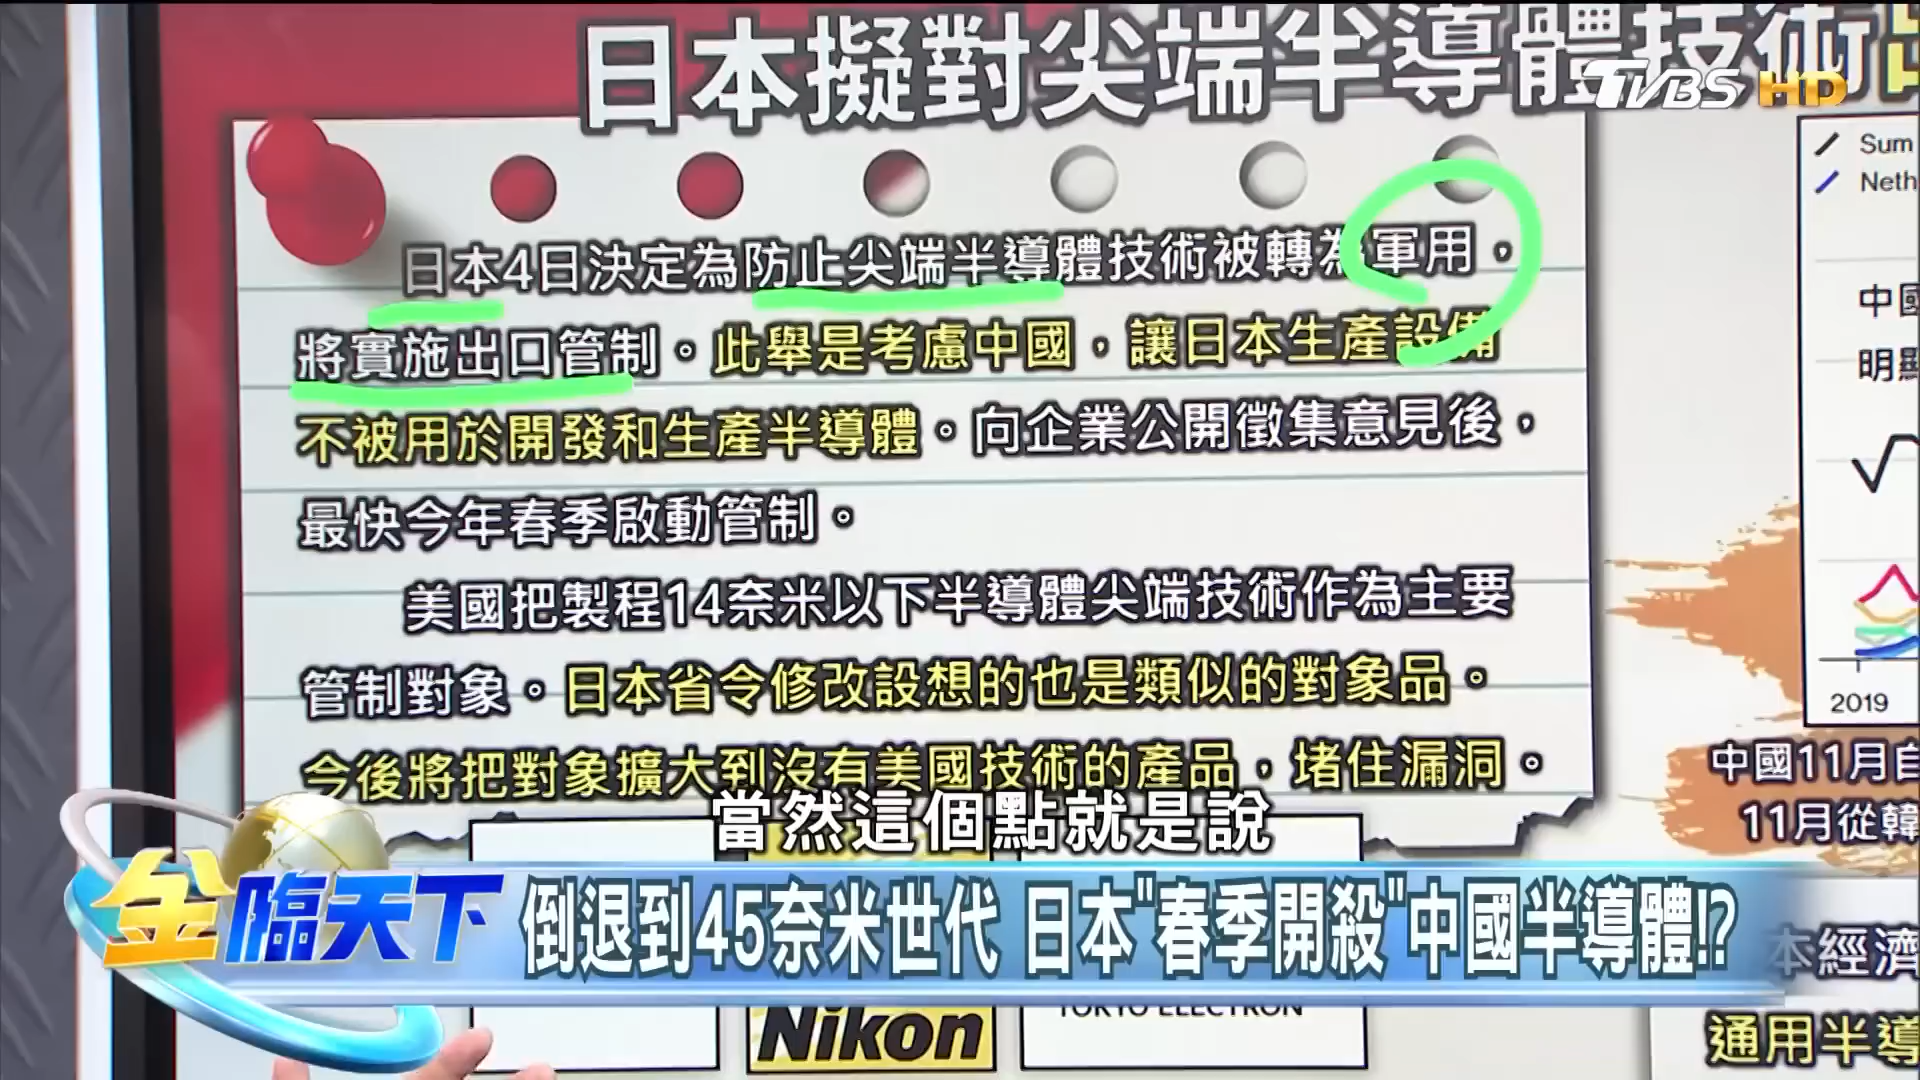 日本擬對尖端半導體技術
TVBS HD
日本4日決定為防止尖端半導體技術被轉為軍用，
將實施出口管制。此舉是考慮中國，讓日本生產設備
不被用於開發和生產半導體。向企業公開徵集意見後，
最快今年春季啟動管制。
美國把製程14奈米以下半導體尖端技術作為主要
管制對象。日本省令修改設想的也是類似的對象品。
今後將把對象擴大到沒有美國技術的產品，堵住漏洞。
Sum
Neth
中國
明顯
2019
中國11月自
11月從韓
當然這個點就是說
金臨天下
倒退到45奈米世代 日本"春季開殺"中國半導體!?
本經濟
Nikon
TOKYO ELECTRON
通用半導